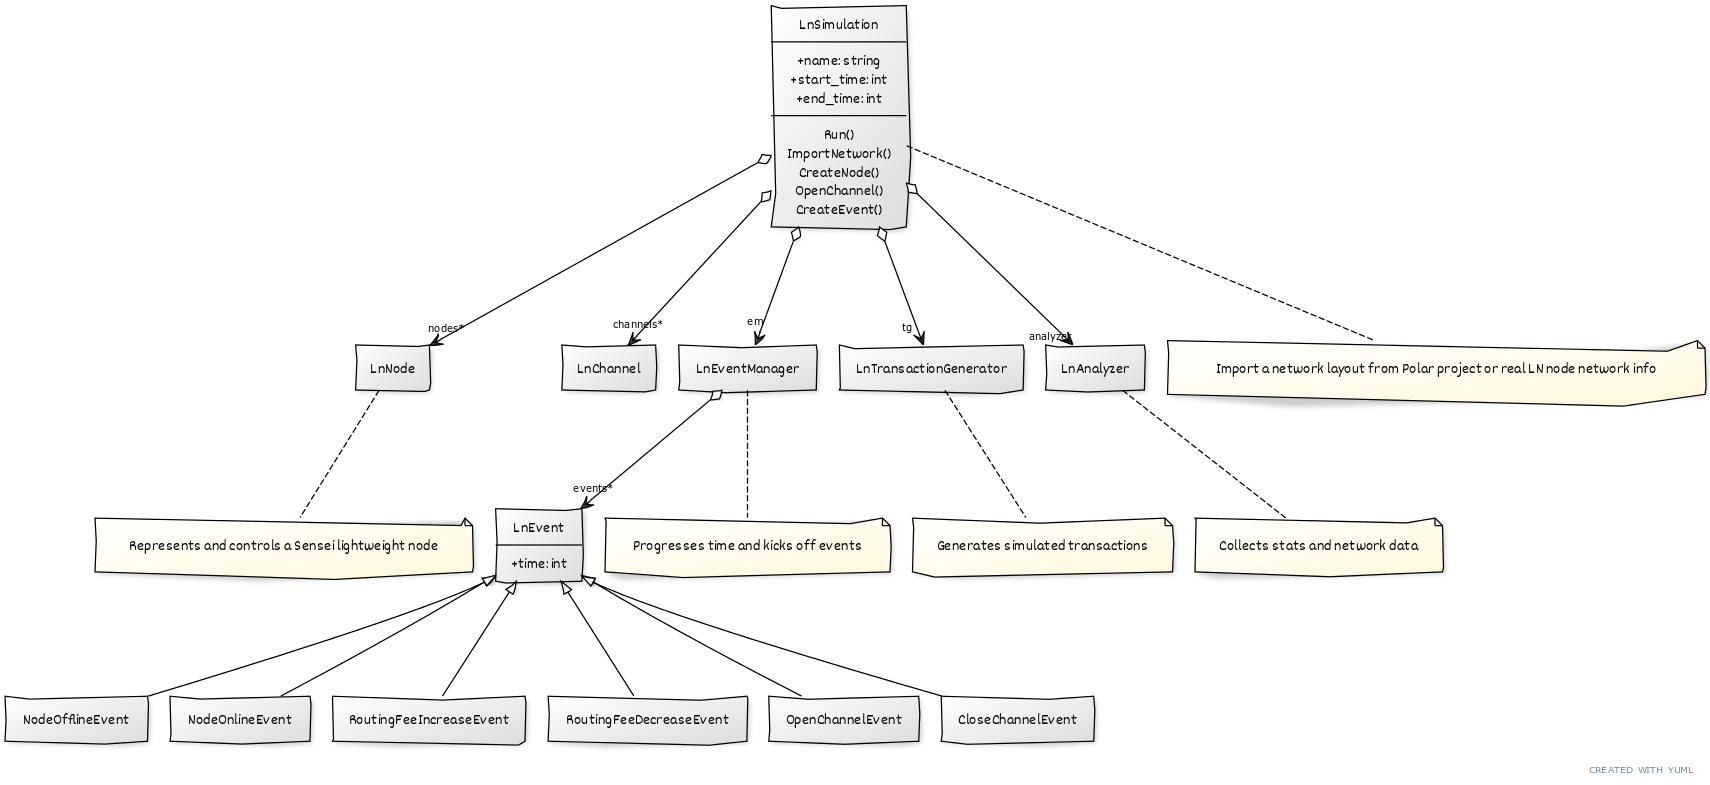 LnSimulation
+name: string
+start_time: int
+end_time: int
Run()
ImportNetwork()
CreateNode()
OpenChannel()
CreateEvent()
nodes*
channels*
em
tg
analyzer
LnNode
LnChannel
LnEventManager
LnTransactionGenerator
LnAnalyzer
Import a network layout from Polar project or real LN node network info
events*
Represents and controls a Sensei lightweight node
LnEvent
+time: int
Progresses time and kicks off events
Generates simulated transactions
Collects stats and network data
NodeOfflineEvent
NodeOnlineEvent
RoutingFeeIncreaseEvent
RoutingFeeDecreaseEvent
OpenChannelEvent
CloseChannelEvent
CREATED WITH YUML